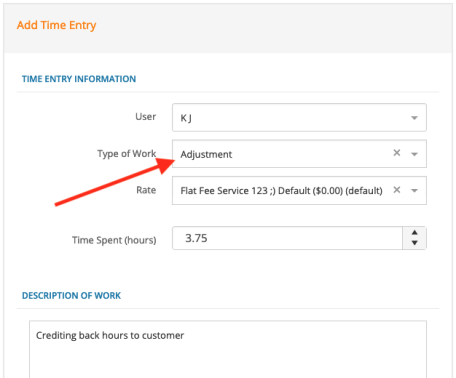 Add Time Entry
TIME ENTRY INFORMATION
User
K J
Type of Work
Adjustment
Rate
Flat Fee Service 123 ;) Default ($0.00) (default)
Time Spent (hours)
3.75
DESCRIPTION OF WORK
Crediting back hours to customer